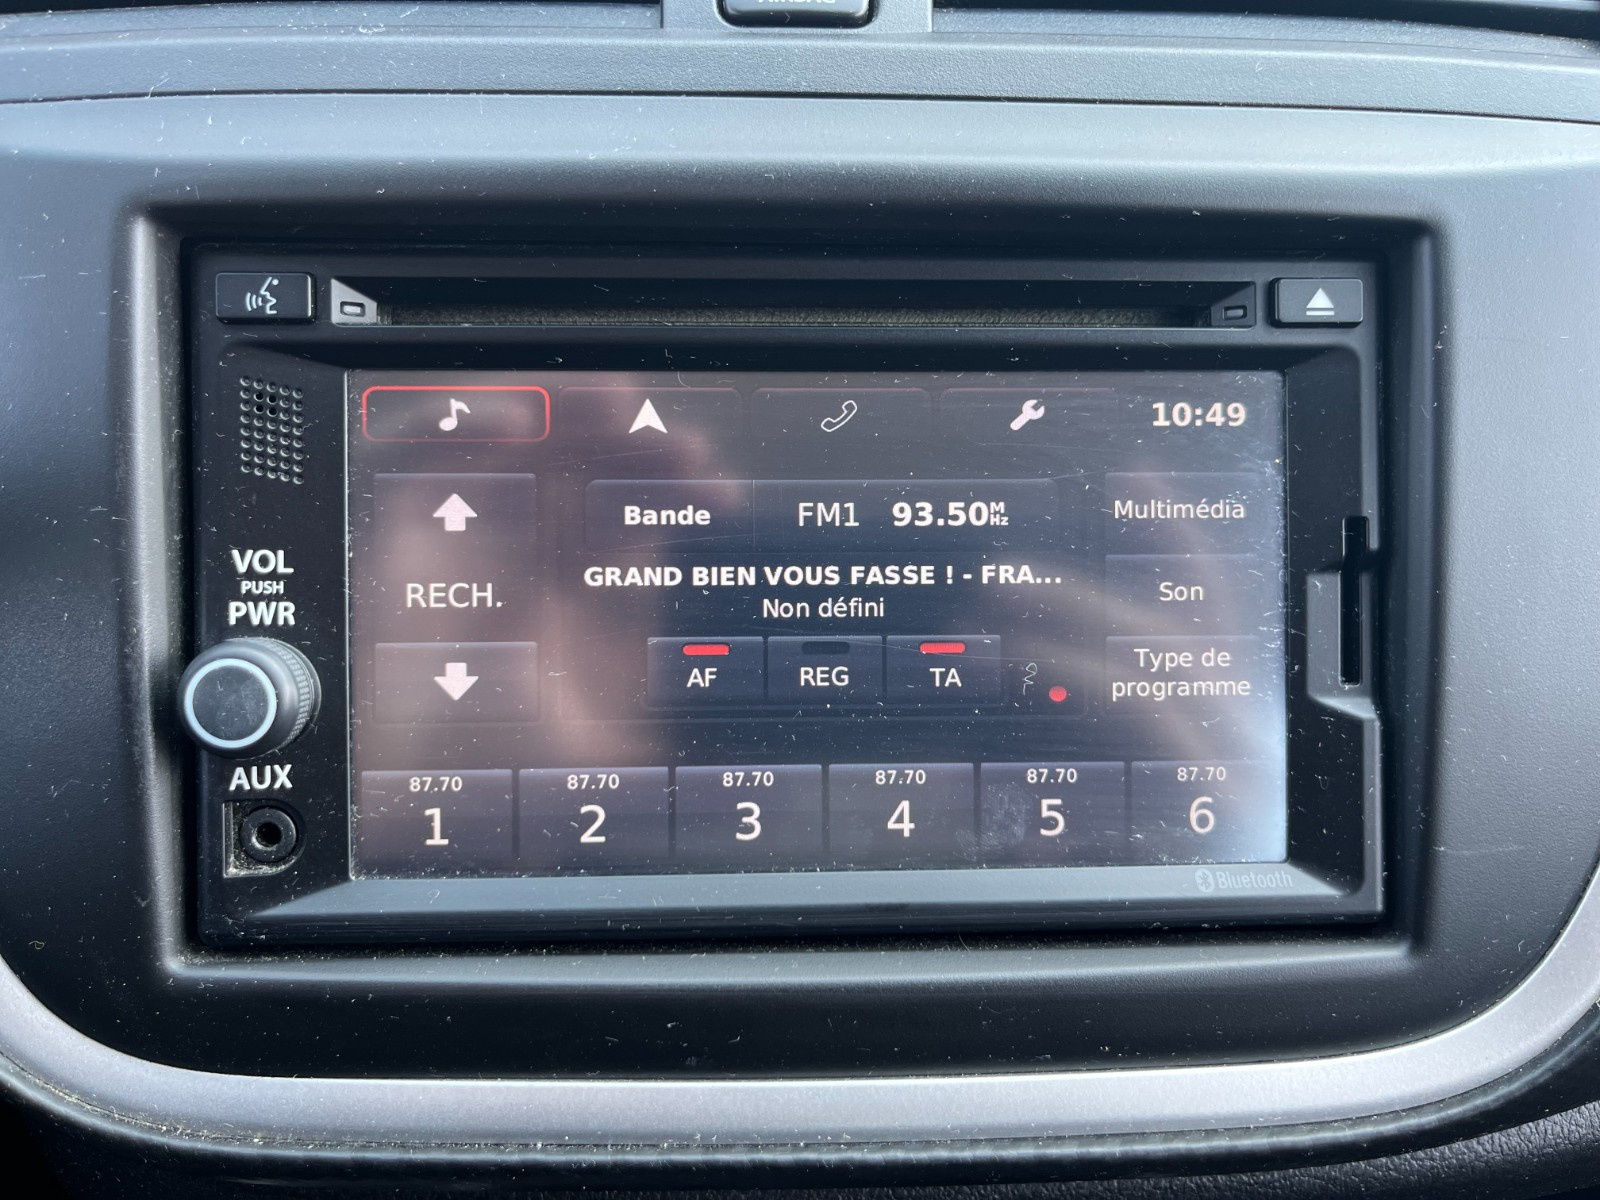 VOL
PUSH
PWR
AUX
10:49
Bande FM1 93.50 MHz
Multimédia
RECH.
GRAND BIEN VOUS FASSE ! - FRA...
Non défini
Son
AF REG TA
Type de
programme
87.70 87.70 87.70 87.70 87.70 87.70
1 2 3 4 5 6
Bluetooth